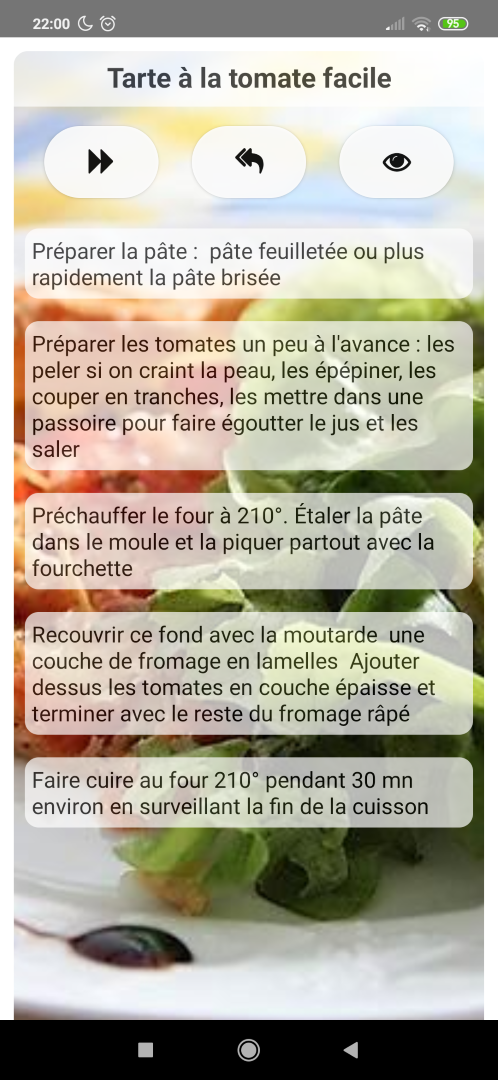 22:00
95
Tarte à la tomate facile
Préparer la pâte :  pâte feuilletée ou plus
rapidement la pâte brisée
Préparer les tomates un peu à l'avance : les
peler si on craint la peau, les épépiner, les
couper en tranches, les mettre dans une
passoire pour faire égoutter le jus et les
saler
Préchauffer le four à 210°. Étaler la pâte
dans le moule et la piquer partout avec la
fourchette
Recouvrir ce fond avec la moutarde  une
couche de fromage en lamelles  Ajouter
dessus les tomates en couche épaisse et
terminer avec le reste du fromage râpé
Faire cuire au four 210° pendant 30 mn
environ en surveillant la fin de la cuisson